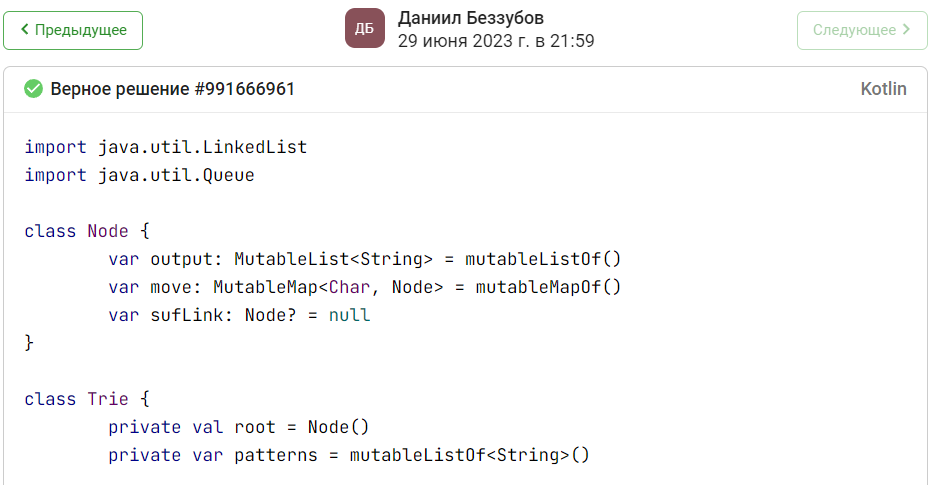 Предыдущее
ДБ
Даниил Беззубов
29 июня 2023 г. в 21:59
Следующее
Верное решение #991666961
Kotlin
import java.util.LinkedList
import java.util.Queue
class Node {
var output: MutableList<String> = mutableListOf()
var move: MutableMap<Char, Node> = mutableMapOf()
var sufLink: Node? = null
}
class Trie {
private val root = Node()
private var patterns = mutableListOf<String>()